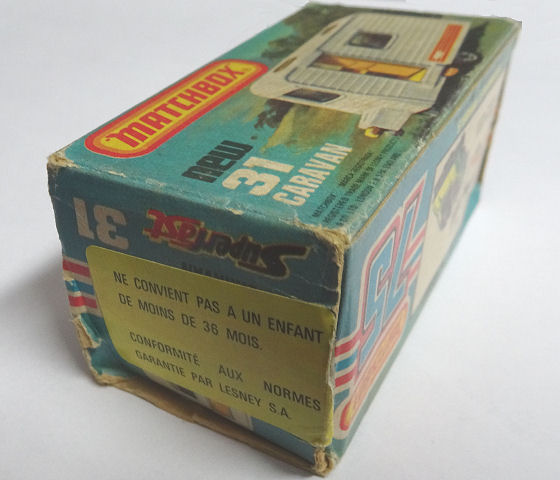 MATCHBOX
new
31
CARAVAN
31
Superfast
NE CONVIENT PAS A UN ENFANT
DE MOINS DE 36 MOIS.
CONFORMITÉ AUX NORMES
GARANTIE PAR LESNEY S.A.
75